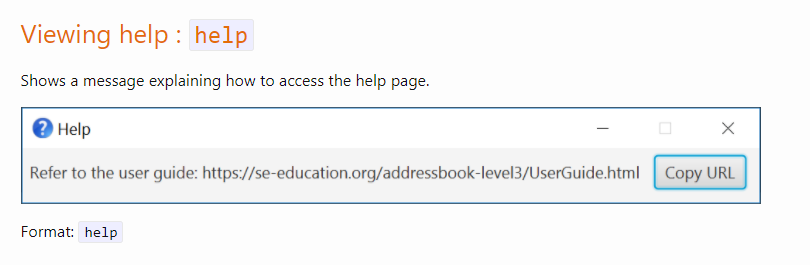 Viewing help : help
Shows a message explaining how to access the help page.
Help
Refer to the user guide: https://se-education.org/addressbook-level3/UserGuide.html Copy URL
Format: help